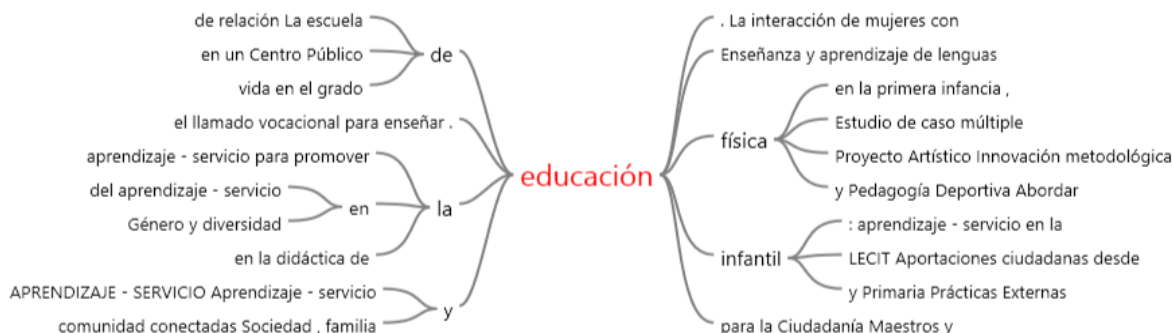 de relación La escuela
en un Centro Público
vida en el grado
de
el llamado vocacional para enseñar .
aprendizaje - servicio para promover
del aprendizaje - servicio
Género y diversidad
en
la
en la didáctica de
APRENDIZAJE - SERVICIO Aprendizaje - servicio
comunidad conectadas Sociedad , familia
y
educación
. La interacción de mujeres con
Enseñanza y aprendizaje de lenguas
física
en la primera infancia ,
Estudio de caso múltiple
Proyecto Artístico Innovación metodológica
y Pedagogía Deportiva Abordar
infantil
: aprendizaje - servicio en la
LECIT Aportaciones ciudadanas desde
y Primaria Prácticas Externas
para la Ciudadanía Maestros y